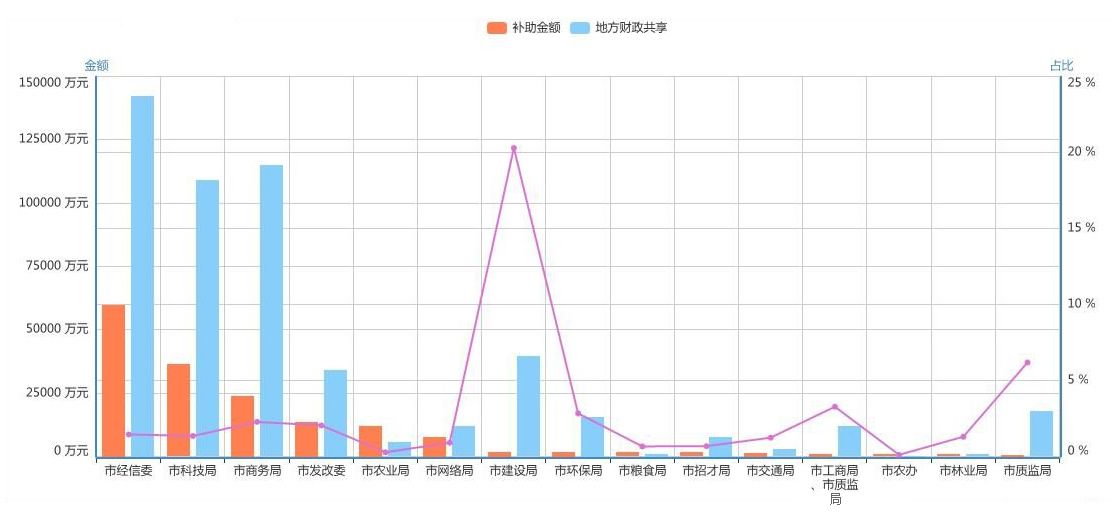 补助金额 地方财政共享
金额 占比
150000 万元
125000 万元
100000 万元
75000 万元
50000 万元
25000 万元
0 万元
25 %
20 %
15 %
10 %
5 %
0 %
市经信委 市科技局 市商务局 市发改委 市农业局 市网络局 市建设局 市环保局 市粮食局 市招才局 市交通局 市工商局 市农办 市林业局 市质监局
、市质监
局